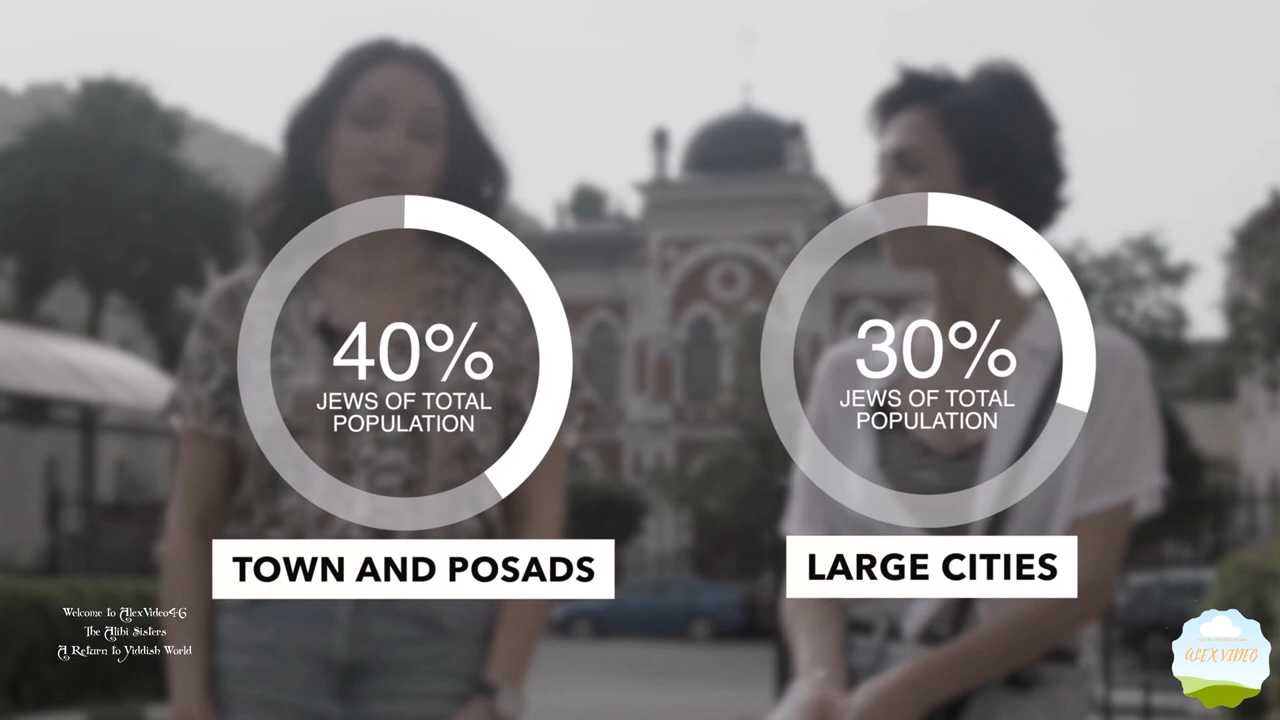 40%
JEWS OF TOTAL
POPULATION
TOWN AND POSADS
30%
JEWS OF TOTAL
POPULATION
LARGE CITIES
Welcome to AlexVideo46
The Alibi Sisters
A Return to Yiddish World
ALEX VIDEO